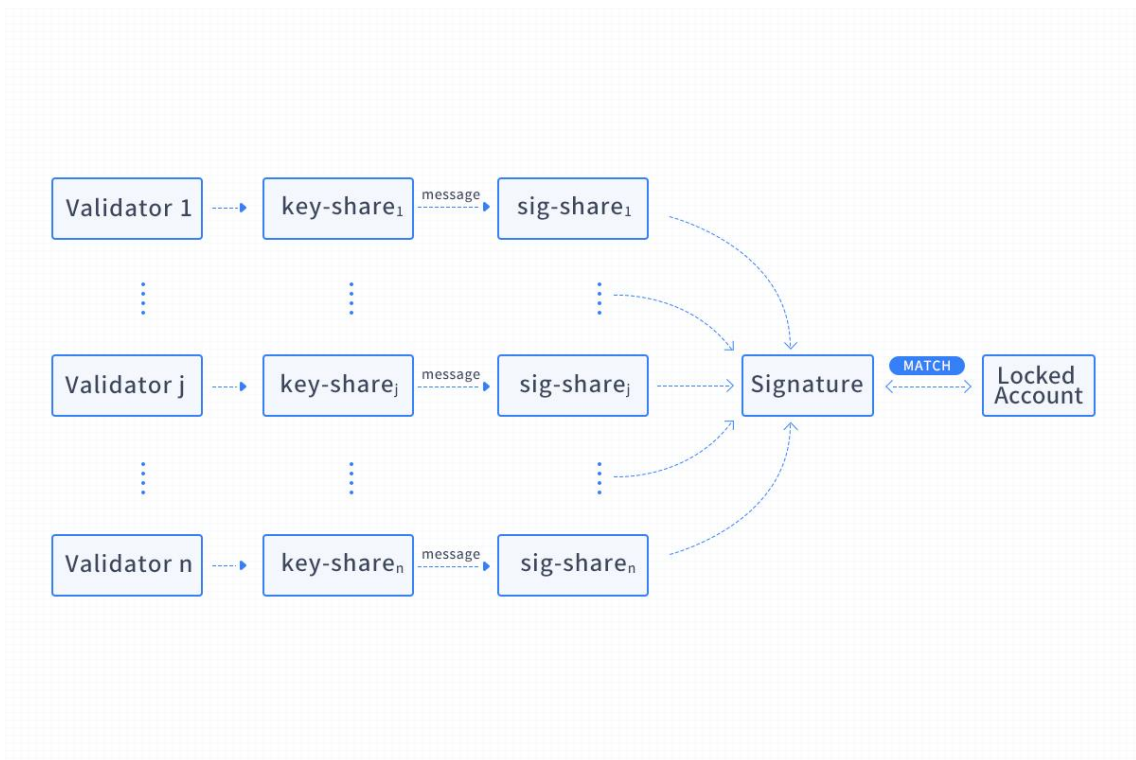 Validator 1
key-share₁
message
sig-share₁
Validator j
key-shareⱼ
message
sig-shareⱼ
Signature
MATCH
Locked
Account
Validator n
key-shareₙ
message
sig-shareₙ